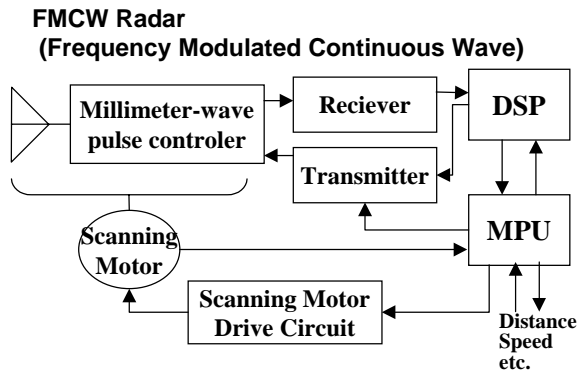 FMCW Radar
(Frequency Modulated Continuous Wave)
Millimeter-wave
pulse controler
Reciever
DSP
Transmitter
Scanning
Motor
MPU
Scanning Motor
Drive Circuit
Distance
Speed
etc.